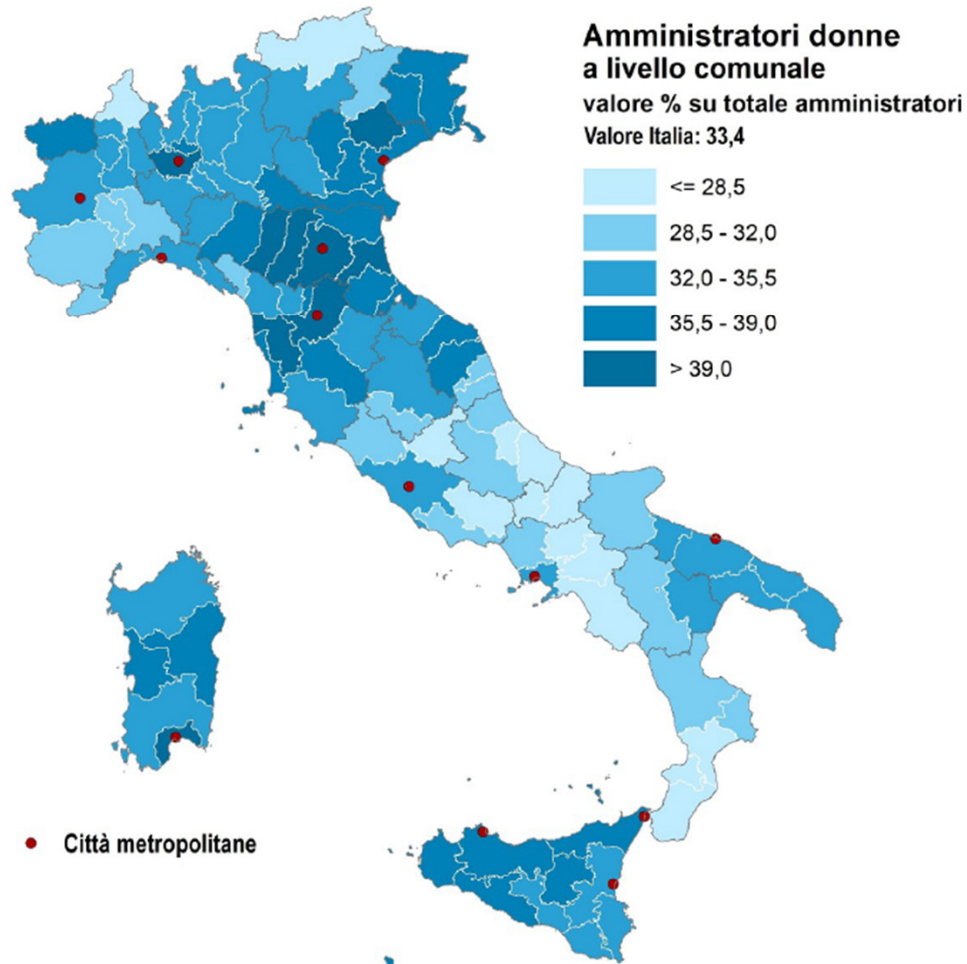 Amministratori donne
a livello comunale
valore % su totale amministratori
Valore Italia: 33,4
<= 28,5
28,5 - 32,0
32,0 - 35,5
35,5 - 39,0
> 39,0
Città metropolitane